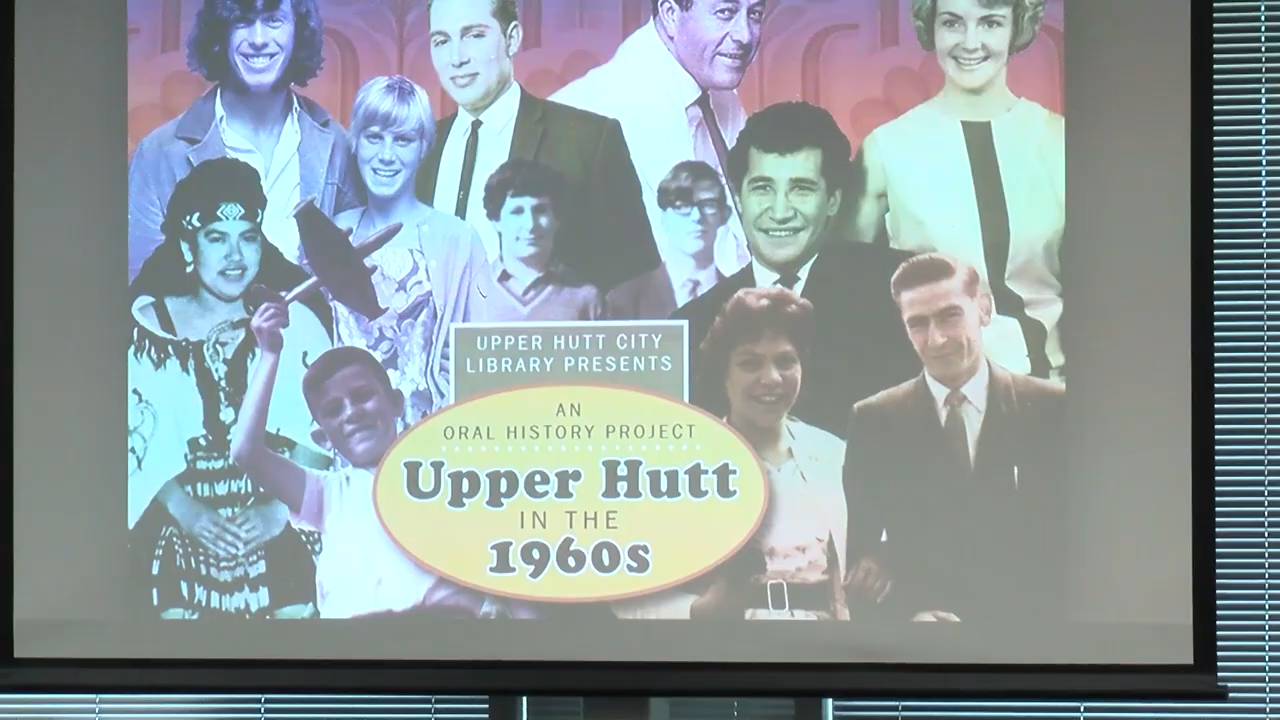 UPPER HUTT CITY
LIBRARY PRESENTS
AN
ORAL HISTORY PROJECT
Upper Hutt
IN THE
1960s